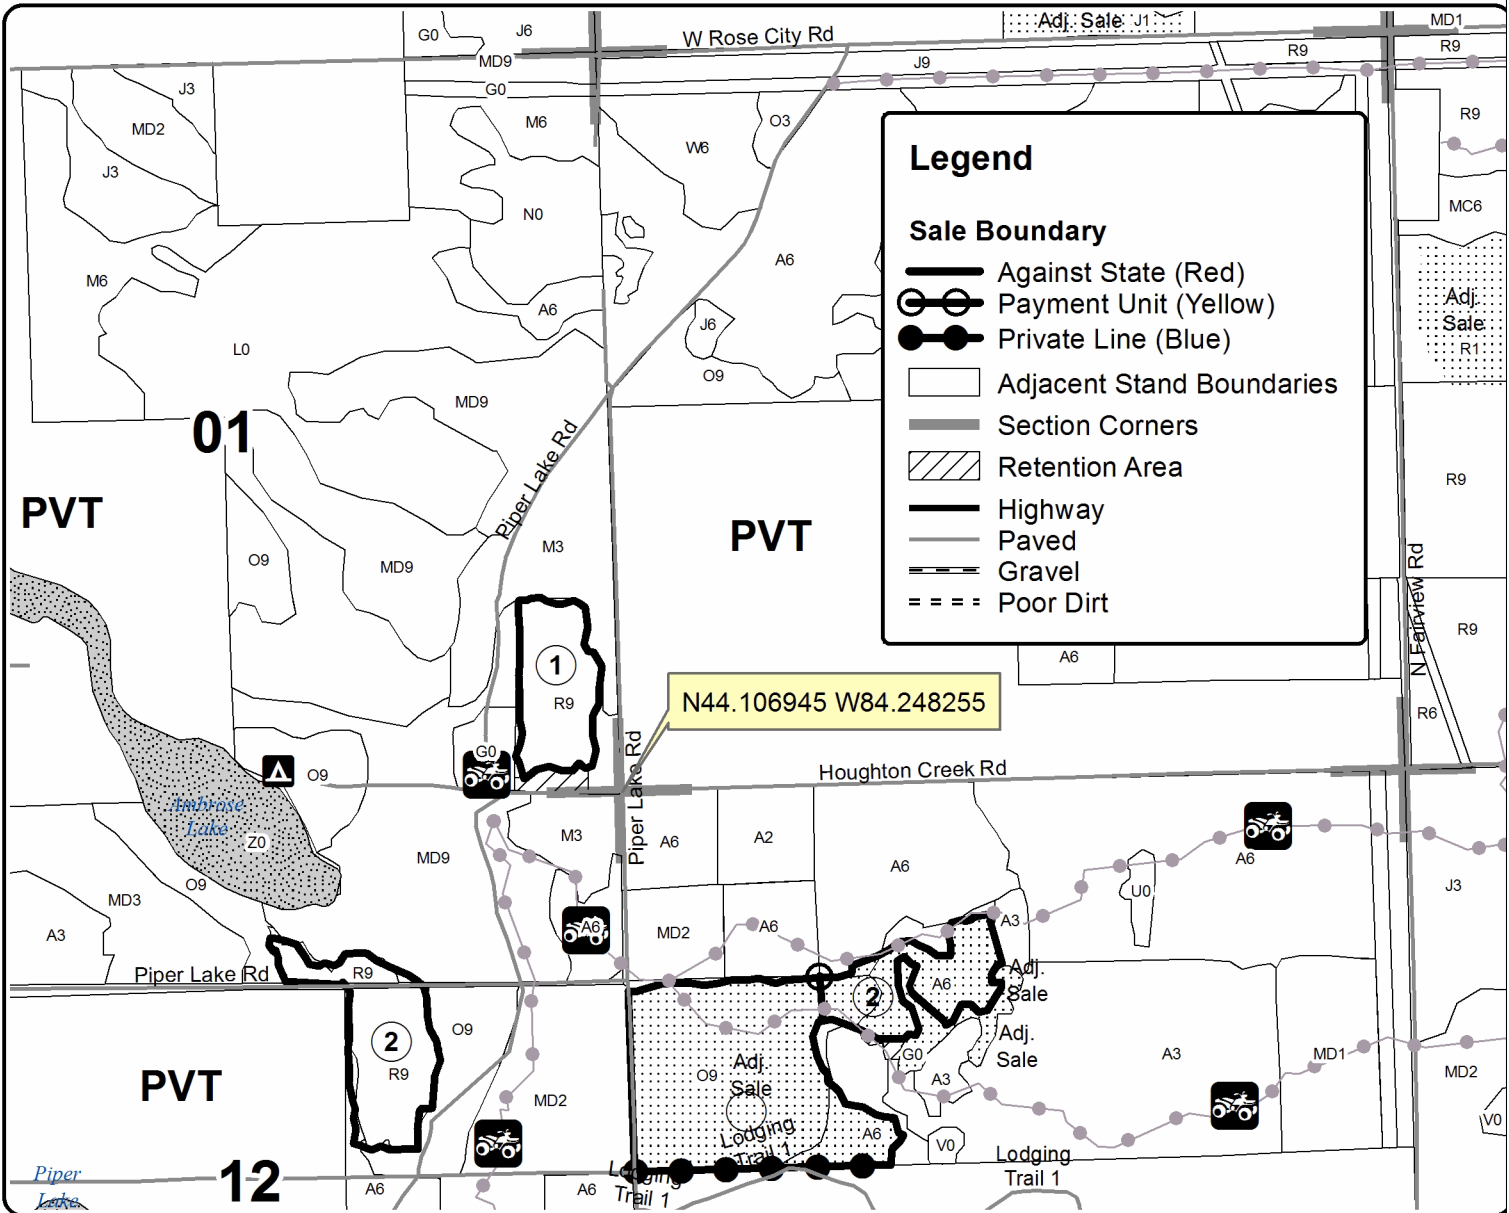 G0
J6
W Rose City Rd
Adj. Sale
J1
MD1
MD9
J9
R9
R9
G0
J3
MD2
M6
O3
W6
R9
J3
Legend
N0
MC6
Sale Boundary
A6
Against State (Red)
M6
Payment Unit (Yellow)
A6
Adj.
Sale
J6
Private Line (Blue)
L0
R1
O9
Adjacent Stand Boundaries
MD9
01
Section Corners
Piper Lake Rd
Retention Area
R9
PVT
Highway
PVT
Paved
M3
O9
MD9
Gravel
Poor Dirt
N Fairview Rd
R9
1
A6
R9
N44.106945 W84.248255
R6
G0
O9
Piper Lake Rd
Houghton Creek Rd
Ambrose
Lake
Z0
M3
A6
A2
MD9
A6
A6
O9
U0
J3
MD3
A3
A6
MD2
A6
A3
Piper Lake Rd
R9
Adj.
Sale
A6
2
O9
2
Adj.
Sale
G0
A3
MD1
R9
O9
Adj.
Sale
A3
MD2
PVT
MD2
V0
Lodging
Trail 1
A6
V0
Lodging
Trail 1
Piper
Lake
12
A6
A6
Lodging
Trail 1